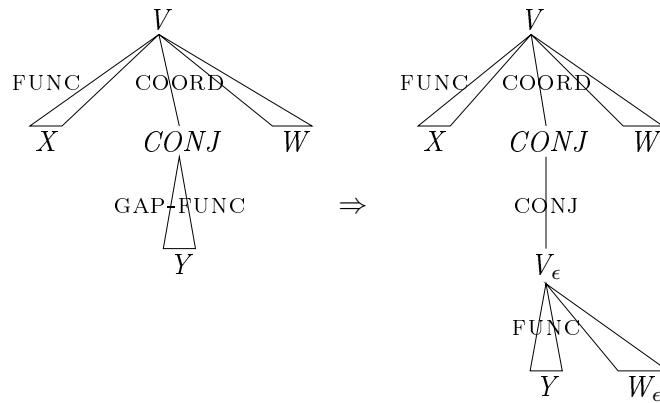 V V
FUNC COORD FUNC COORD
X CONJ W X CONJ W
GAP-FUNC ⇒ CONJ
Y V_ϵ
FUNC
Y W_ϵ